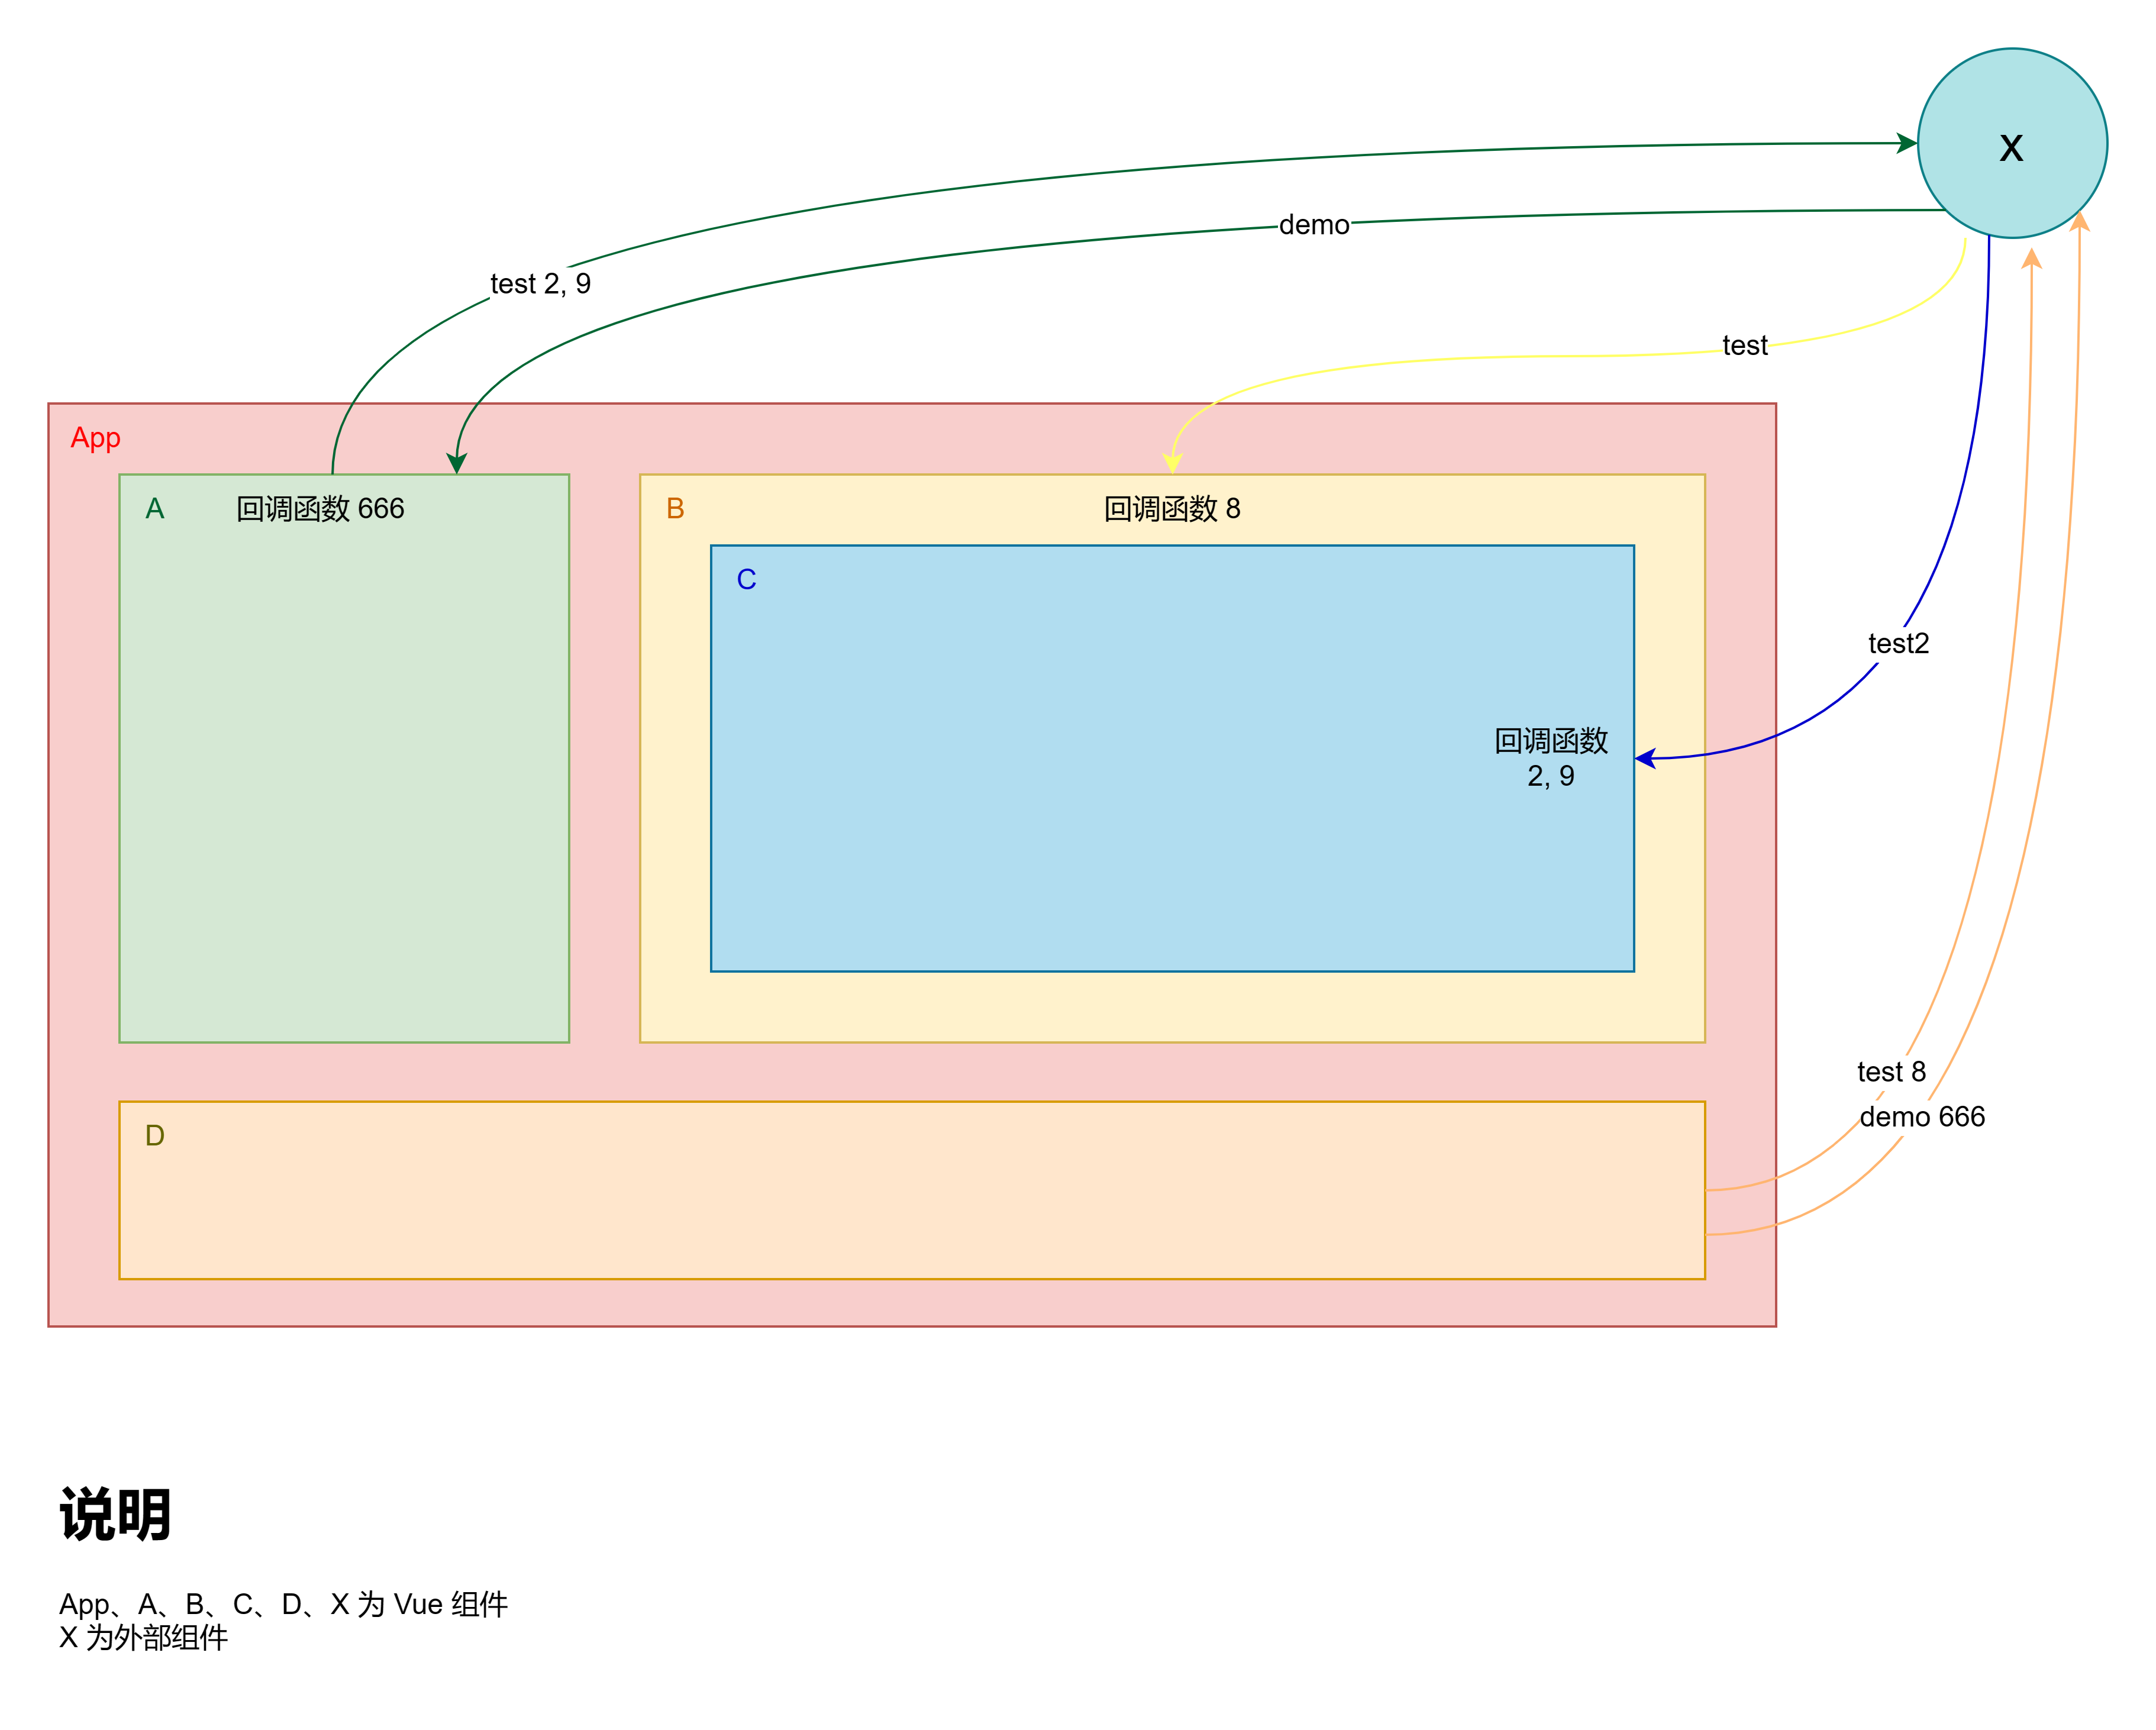 X
demo
test 2, 9
test
App
A
回调函数 666
B
回调函数 8
C
test2
回调函数
2, 9
test 8
demo 666
D
说明
App、A、B、C、D、X 为 Vue 组件
X 为外部组件